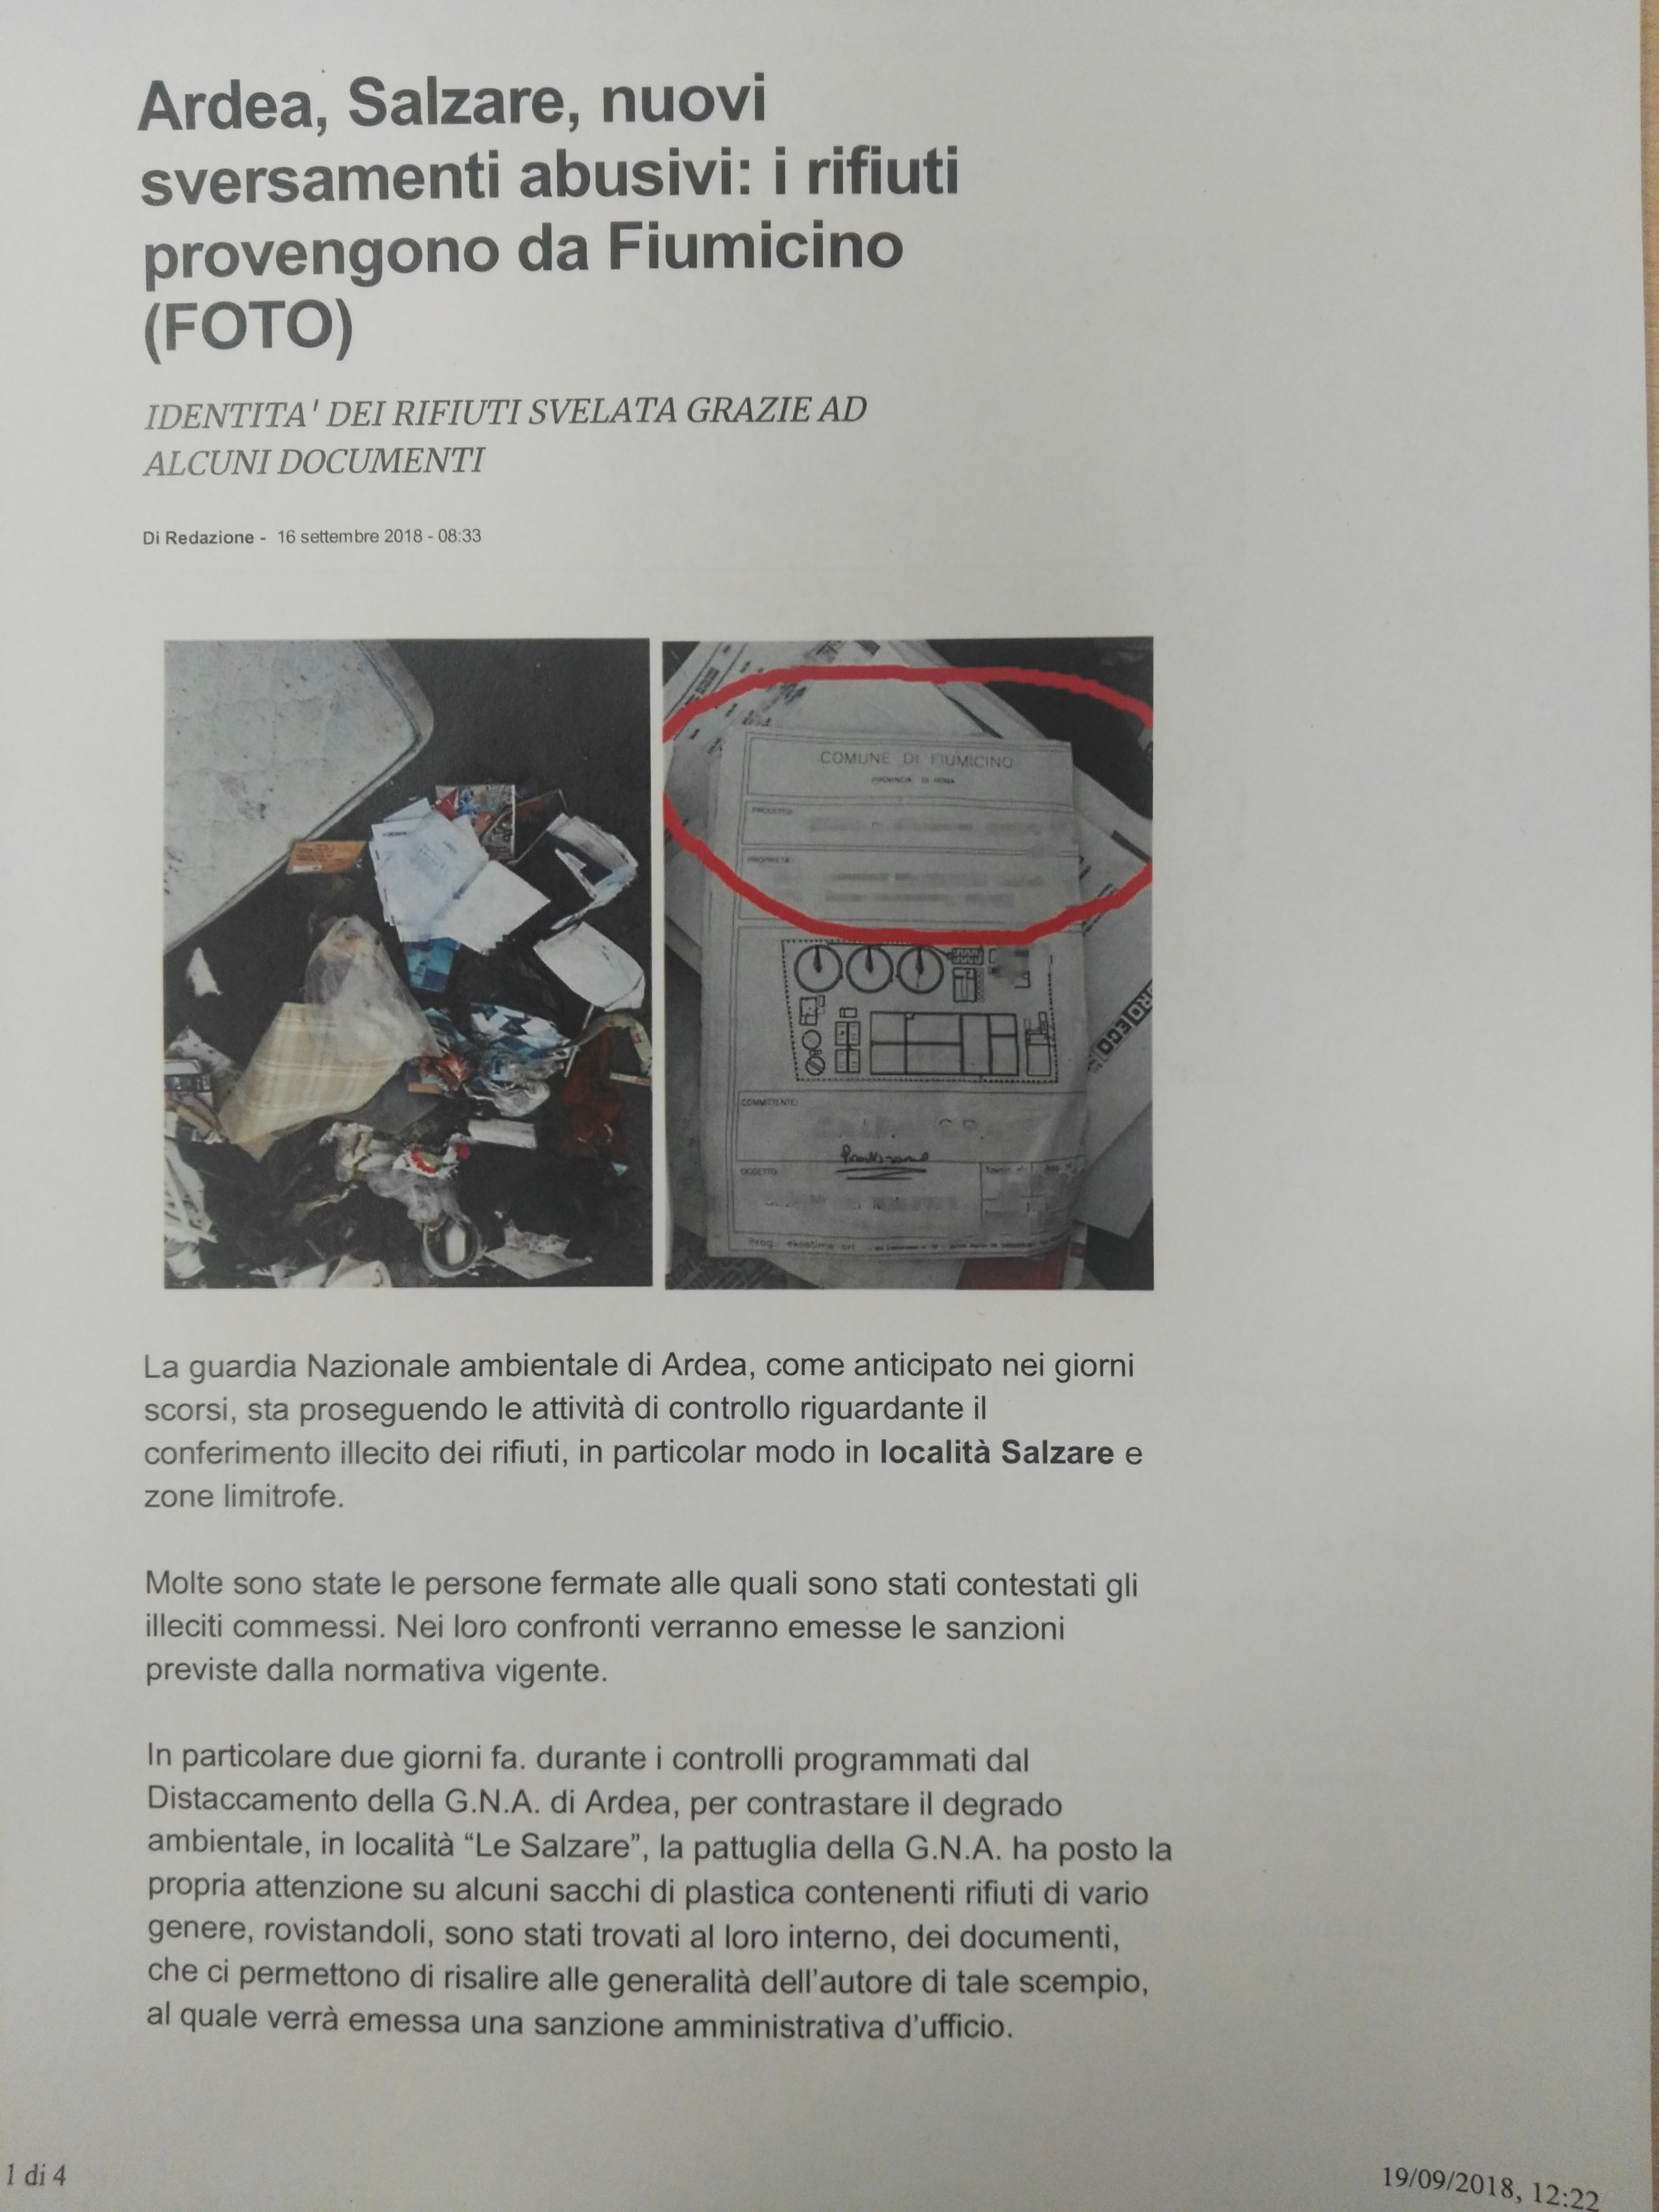 Ardea, Salzare, nuovi
sversamenti abusivi: i rifiuti
provengono da Fiumicino
(FOTO)
IDENTITA' DEI RIFIUTI SVELATA GRAZIE AD
ALCUNI DOCUMENTI
Di Redazione - 16 settembre 2018 - 08:33
COMUNE DI FIUMICINO
PROVINCIA DI ROMA
PROGETTO:
PROPRIETA':
COMMITTENTE:
OGGETTO:
La guardia Nazionale ambientale di Ardea, come anticipato nei giorni
scorsi, sta proseguendo le attività di controllo riguardante il
conferimento illecito dei rifiuti, in particolar modo in località Salzare e
zone limitrofe.
Molte sono state le persone fermate alle quali sono stati contestati gli
illeciti commessi. Nei loro confronti verranno emesse le sanzioni
previste dalla normativa vigente.
In particolare due giorni fa. durante i controlli programmati dal
Distaccamento della G.N.A. di Ardea, per contrastare il degrado
ambientale, in località “Le Salzare”, la pattuglia della G.N.A. ha posto la
propria attenzione su alcuni sacchi di plastica contenenti rifiuti di vario
genere, rovistandoli, sono stati trovati al loro interno, dei documenti,
che ci permettono di risalire alle generalità dell’autore di tale scempio,
al quale verrà emessa una sanzione amministrativa d’ufficio.
1 di 4
19/09/2018, 12:22